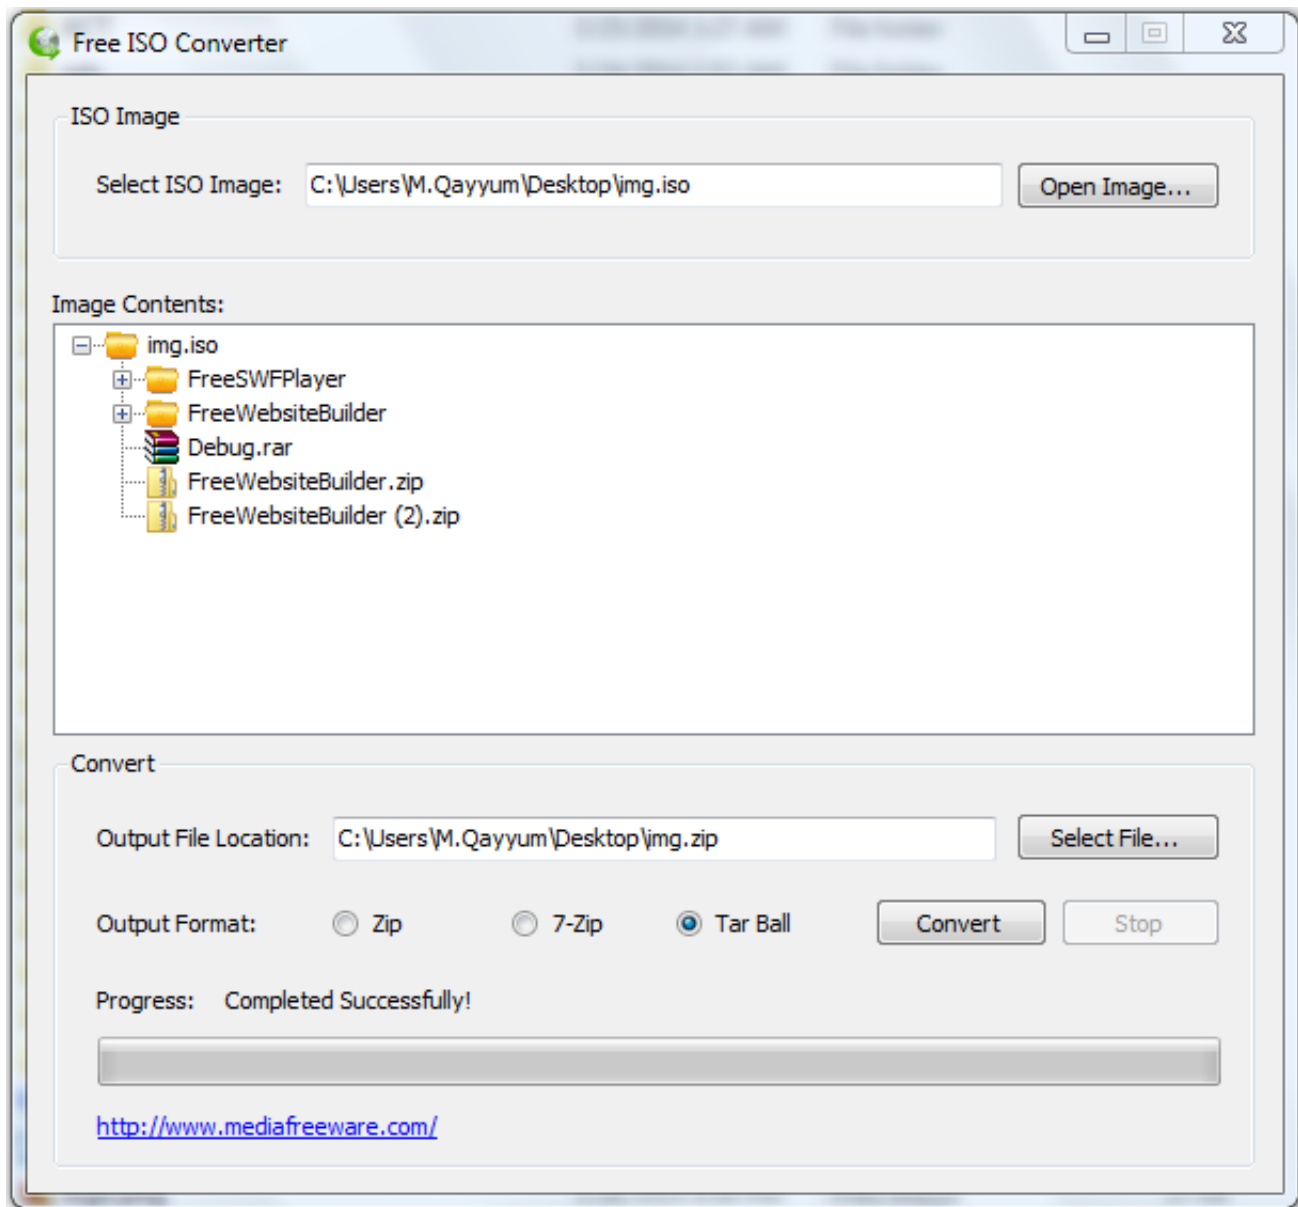 Free ISO Converter
ISO Image
Select ISO Image: C:\Users\M.Qayyum\Desktop\img.iso Open Image...
Image Contents:
img.iso
FreeSWFPlayer
FreeWebsiteBuilder
Debug.rar
FreeWebsiteBuilder.zip
FreeWebsiteBuilder (2).zip
Convert
Output File Location: C:\Users\M.Qayyum\Desktop\img.zip Select File...
Output Format: Zip 7-Zip Tar Ball Convert Stop
Progress: Completed Successfully!
http://www.mediafreeware.com/